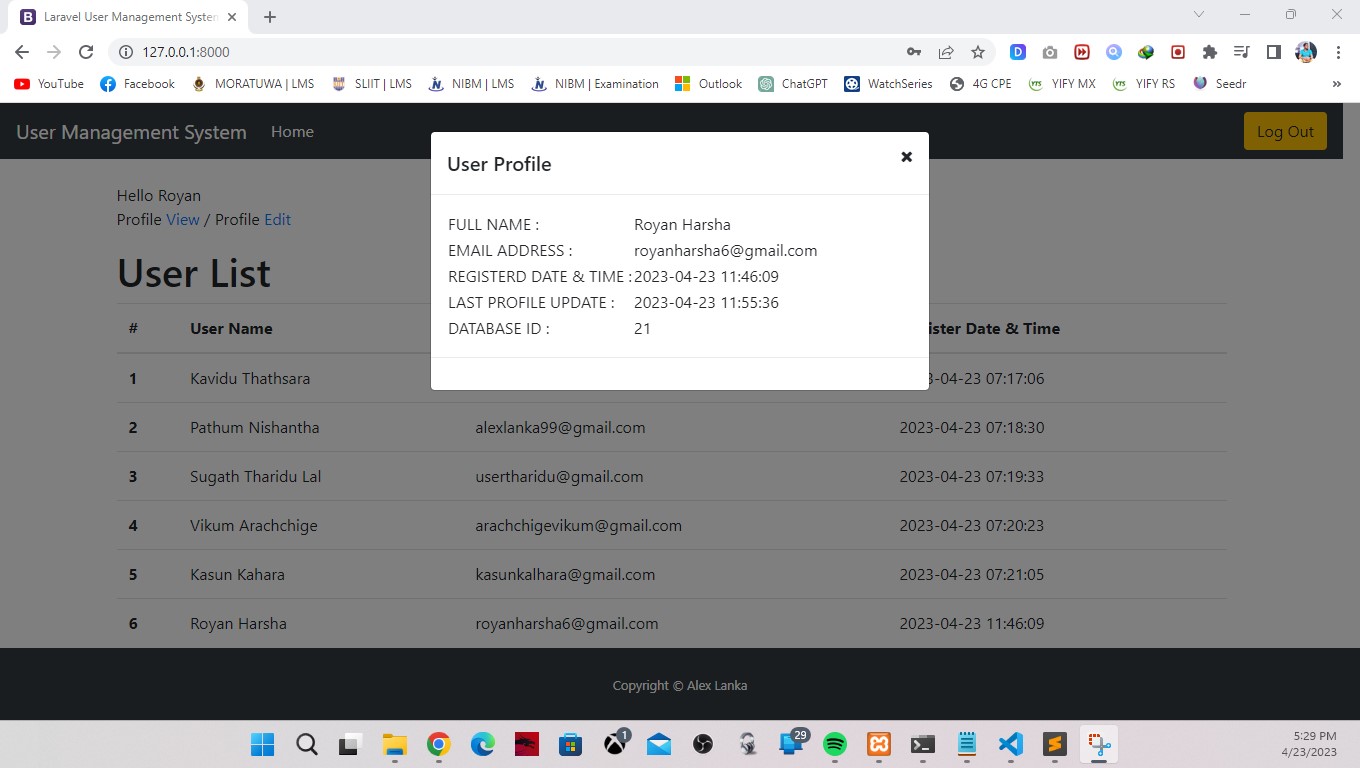 Laravel User Management System
127.0.0.1:8000
YouTube
Facebook
MORATUWA | LMS
SLIIT | LMS
NIBM | LMS
NIBM | Examination
Outlook
ChatGPT
WatchSeries
4G CPE
YIFY MX
YIFY RS
Seedr
»
User Management System
Home
Log Out
Hello Royan
Profile View / Profile Edit
User List
User Profile
FULL NAME : Royan Harsha
EMAIL ADDRESS : royanharsha6@gmail.com
REGISTERD DATE & TIME : 2023-04-23 11:46:09
LAST PROFILE UPDATE : 2023-04-23 11:55:36
DATABASE ID : 21
# User Name ister Date & Time
1 Kavidu Thathsara 3-04-23 07:17:06
2 Pathum Nishantha alexlanka99@gmail.com 2023-04-23 07:18:30
3 Sugath Tharidu Lal usertharidu@gmail.com 2023-04-23 07:19:33
4 Vikum Arachchige arachchigevikum@gmail.com 2023-04-23 07:20:23
5 Kasun Kahara kasunkalhara@gmail.com 2023-04-23 07:21:05
6 Royan Harsha royanharsha6@gmail.com 2023-04-23 11:46:09
Copyright © Alex Lanka
1
29
5:29 PM
4/23/2023